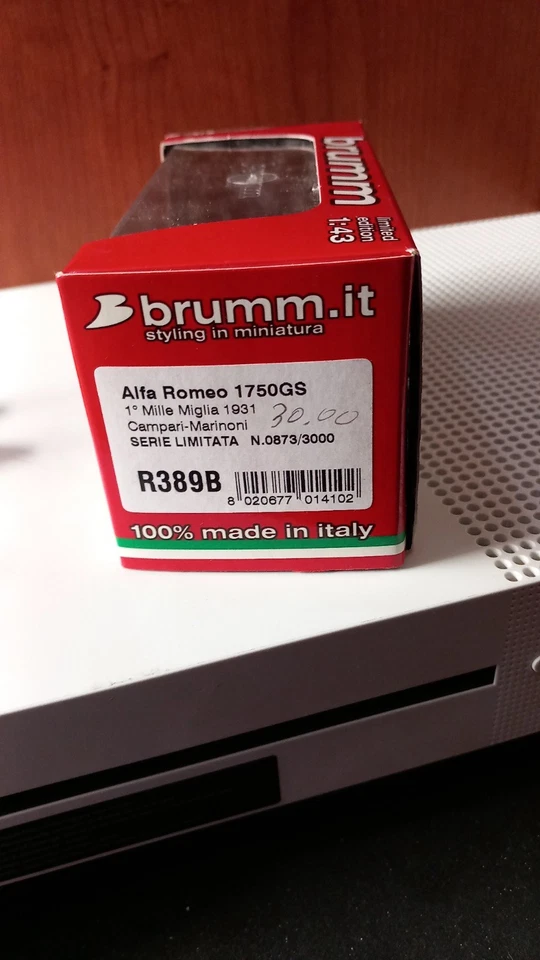 brumm
limited
edition
1:43
brumm.it
styling in miniatura
Alfa Romeo 1750GS
1° Mille Miglia 1931 30.00
Campari-Marinoni
SERIE LIMITATA N.0873/3000
R389B
8 020677 014102
100% made in italy